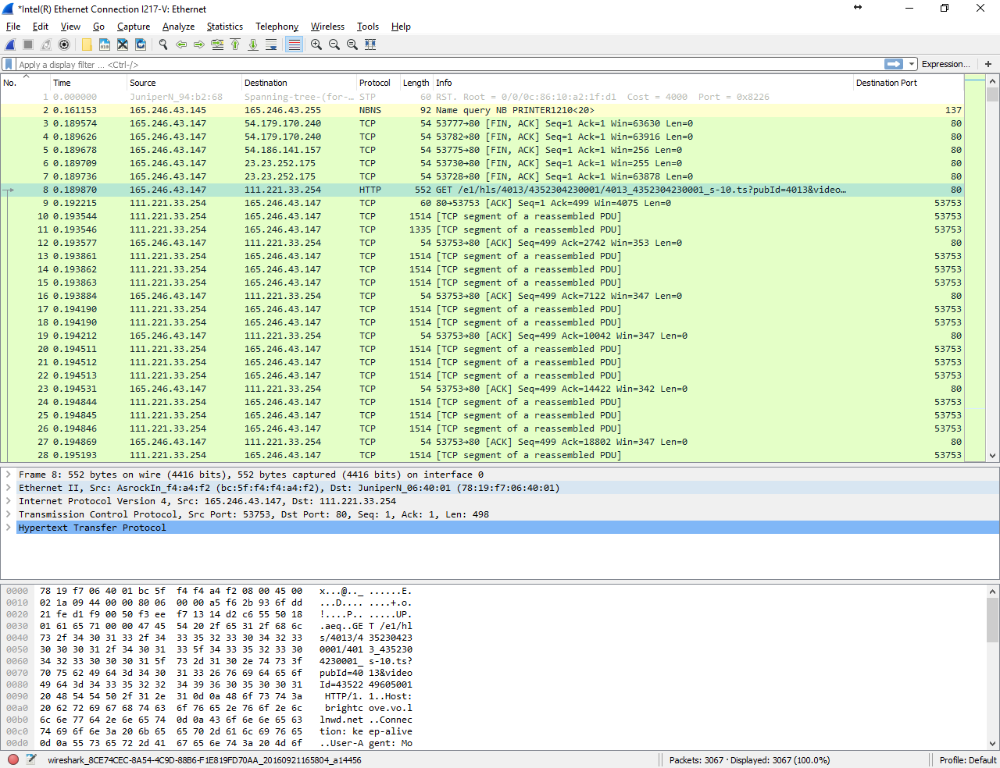 *Intel(R) Ethernet Connection I217-V: Ethernet
File Edit View Go Capture Analyze Statistics Telephony Wireless Tools Help
Apply a display filter ... <Ctrl-/> Expression... +
No. Time Source Destination Protocol Length Info Destination Port
1 0.000000 JuniperN_94:b2:68 Spanning-tree-(for-… STP 60 RST. Root = 0/0/0c:86:10:a2:1f:d1 Cost = 4000 Port = 0x8226
2 0.161153 165.246.43.145 165.246.43.255 NBNS 92 Name query NB PRINTER1210<20> 137
3 0.189574 165.246.43.147 54.179.170.240 TCP 54 53777→80 [FIN, ACK] Seq=1 Ack=1 Win=63630 Len=0 80
4 0.189626 165.246.43.147 54.179.170.240 TCP 54 53782→80 [FIN, ACK] Seq=1 Ack=1 Win=63916 Len=0 80
5 0.189678 165.246.43.147 54.186.141.157 TCP 54 53775→80 [FIN, ACK] Seq=1 Ack=1 Win=256 Len=0 80
6 0.189709 165.246.43.147 23.23.252.175 TCP 54 53730→80 [FIN, ACK] Seq=1 Ack=1 Win=255 Len=0 80
7 0.189736 165.246.43.147 23.23.252.175 TCP 54 53728→80 [FIN, ACK] Seq=1 Ack=1 Win=63878 Len=0 80
8 0.189870 165.246.43.147 111.221.33.254 HTTP 552 GET /e1/hls/4013/4352304230001/4013_4352304230001_s-10.ts?pubId=4013&video… 80
9 0.192215 111.221.33.254 165.246.43.147 TCP 60 80→53753 [ACK] Seq=1 Ack=499 Win=4075 Len=0 53753
10 0.193544 111.221.33.254 165.246.43.147 TCP 1514 [TCP segment of a reassembled PDU] 53753
11 0.193546 111.221.33.254 165.246.43.147 TCP 1335 [TCP segment of a reassembled PDU] 53753
12 0.193577 165.246.43.147 111.221.33.254 TCP 54 53753→80 [ACK] Seq=499 Ack=2742 Win=353 Len=0 80
13 0.193861 111.221.33.254 165.246.43.147 TCP 1514 [TCP segment of a reassembled PDU] 53753
14 0.193862 111.221.33.254 165.246.43.147 TCP 1514 [TCP segment of a reassembled PDU] 53753
15 0.193863 111.221.33.254 165.246.43.147 TCP 1514 [TCP segment of a reassembled PDU] 53753
16 0.193884 165.246.43.147 111.221.33.254 TCP 54 53753→80 [ACK] Seq=499 Ack=7122 Win=347 Len=0 80
17 0.194190 111.221.33.254 165.246.43.147 TCP 1514 [TCP segment of a reassembled PDU] 53753
18 0.194190 111.221.33.254 165.246.43.147 TCP 1514 [TCP segment of a reassembled PDU] 53753
19 0.194212 165.246.43.147 111.221.33.254 TCP 54 53753→80 [ACK] Seq=499 Ack=10042 Win=347 Len=0 80
20 0.194511 111.221.33.254 165.246.43.147 TCP 1514 [TCP segment of a reassembled PDU] 53753
21 0.194512 111.221.33.254 165.246.43.147 TCP 1514 [TCP segment of a reassembled PDU] 53753
22 0.194513 111.221.33.254 165.246.43.147 TCP 1514 [TCP segment of a reassembled PDU] 53753
23 0.194531 165.246.43.147 111.221.33.254 TCP 54 53753→80 [ACK] Seq=499 Ack=14422 Win=342 Len=0 80
24 0.194844 111.221.33.254 165.246.43.147 TCP 1514 [TCP segment of a reassembled PDU] 53753
25 0.194845 111.221.33.254 165.246.43.147 TCP 1514 [TCP segment of a reassembled PDU] 53753
26 0.194846 111.221.33.254 165.246.43.147 TCP 1514 [TCP segment of a reassembled PDU] 53753
27 0.194869 165.246.43.147 111.221.33.254 TCP 54 53753→80 [ACK] Seq=499 Ack=18802 Win=347 Len=0 80
28 0.195193 111.221.33.254 165.246.43.147 TCP 1514 [TCP segment of a reassembled PDU] 53753
Frame 8: 552 bytes on wire (4416 bits), 552 bytes captured (4416 bits) on interface 0
Ethernet II, Src: AsrockIn_f4:a4:f2 (bc:5f:f4:f4:a4:f2), Dst: JuniperN_06:40:01 (78:19:f7:06:40:01)
Internet Protocol Version 4, Src: 165.246.43.147, Dst: 111.221.33.254
Transmission Control Protocol, Src Port: 53753, Dst Port: 80, Seq: 1, Ack: 1, Len: 498
Hypertext Transfer Protocol
0000 78 19 f7 06 40 01 bc 5f f4 f4 a4 f2 08 00 45 00 x...@.._ ......E.
0010 02 1a 09 44 00 00 80 06 00 00 a5 f6 2b 93 6f dd ...D.... ....+.o.
0020 21 fe d1 f9 00 50 f3 ee f7 13 14 d2 c6 55 50 18 !....P.. .....UP.
0030 01 61 65 71 00 00 47 45 54 20 2f 65 31 2f 68 6c .aeq..GE T /e1/hl
0040 73 2f 34 30 31 33 2f 34 33 35 32 33 30 34 32 33 s/4013/4 35230423
0050 30 30 30 31 2f 34 30 31 33 5f 34 33 35 32 33 30 0001/401 3_435230
0060 34 32 33 30 30 30 31 5f 73 2d 31 30 2e 74 73 3f 4230001_ s-10.ts?
0070 70 75 62 49 64 3d 34 30 31 33 26 76 69 64 65 6f pubId=40 13&video
0080 49 64 3d 34 33 35 32 32 34 39 36 30 35 30 30 31 Id=43522 49605001
0090 20 48 54 54 50 2f 31 2e 31 0d 0a 48 6f 73 74 3a HTTP/1. 1..Host:
00a0 20 62 72 69 67 68 74 63 6f 76 65 2e 76 6f 2e 6c brightc ove.vo.l
00b0 6c 6e 77 64 2e 6e 65 74 0d 0a 43 6f 6e 6e 65 63 lnwd.net ..Connec
00c0 74 69 6f 6e 3a 20 6b 65 65 70 2d 61 6c 69 76 65 tion: ke ep-alive
00d0 0d 0a 55 73 65 72 2d 41 67 65 6e 74 3a 20 4d 6f ..User-A gent: Mo
wireshark_8CE74CEC-8A54-4C9D-88B6-F1E819FD70AA_20160921165804_a14456 Packets: 3067 · Displayed: 3067 (100.0%) Profile: Default